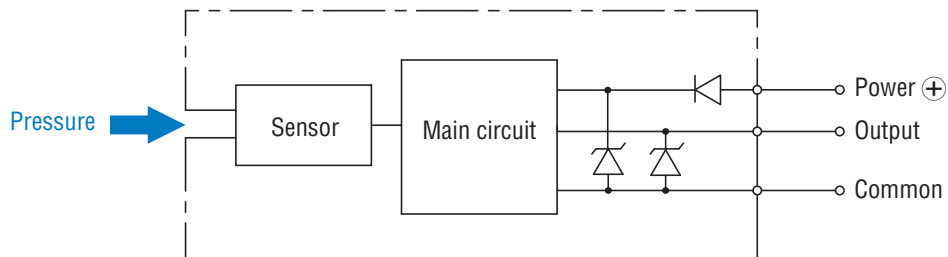 Pressure
Sensor
Main circuit
Power ⊕
Output
Common